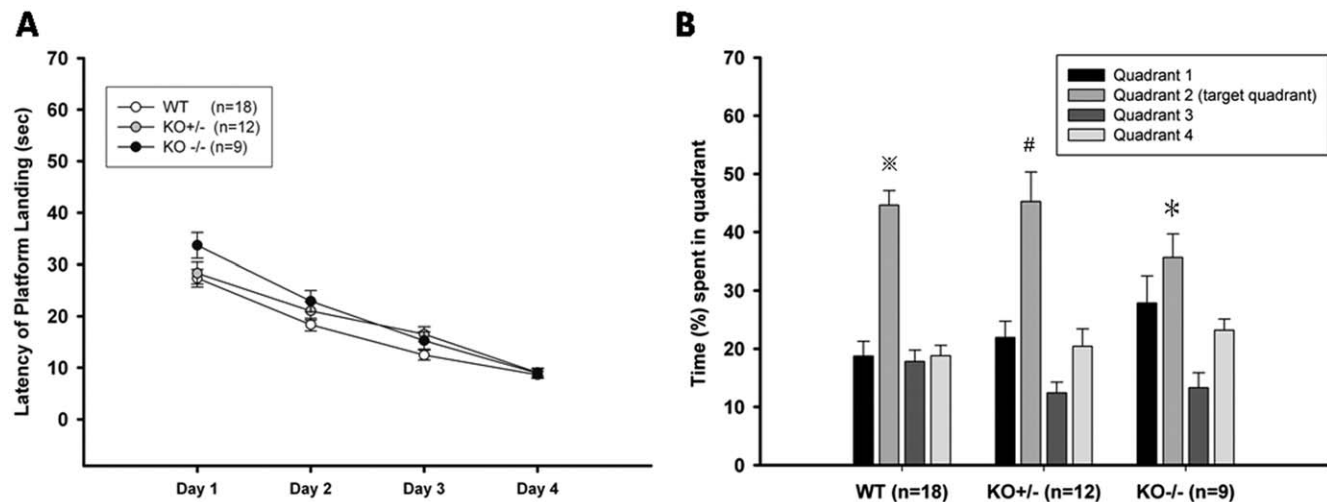 A
70
60
50
40
30
20
10
0
Latency of Platform Landing (sec)
WT (n=18)
KO+/- (n=12)
KO -/- (n=9)
Day 1 Day 2 Day 3 Day 4
B
70
60
50
40
30
20
10
0
Time (%) spent in quadrant
Quadrant 1
Quadrant 2 (target quadrant)
Quadrant 3
Quadrant 4
※
#
*
WT (n=18) KO+/- (n=12) KO-/- (n=9)